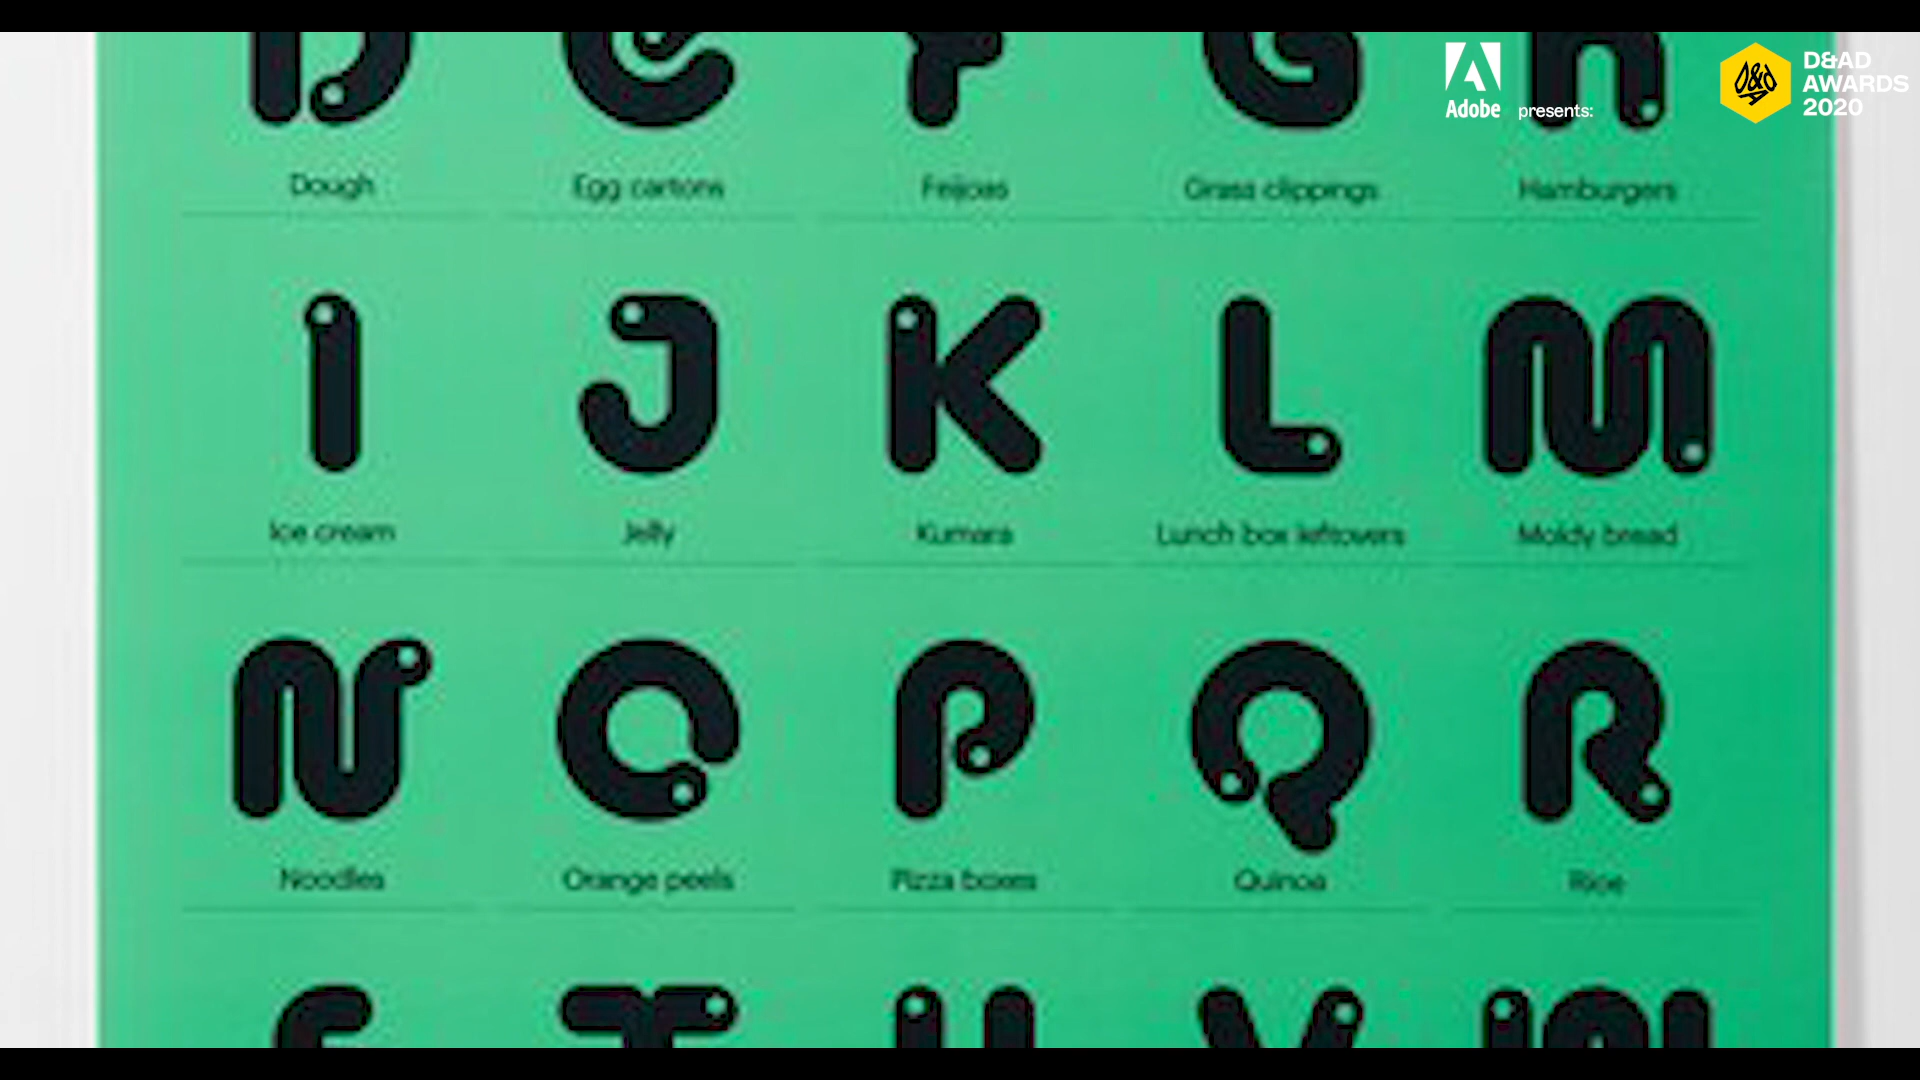 D e F G h
Adobe presents:
D&AD
AWARDS
2020
Dough Egg cartons Feijoas Grass clippings Hamburgers
I J K L M
Ice cream Jelly Kumara Lunch box leftovers Moldy bread
N O P Q R
Noodles Orange peels Pizza boxes Quinoa Rice
T U V